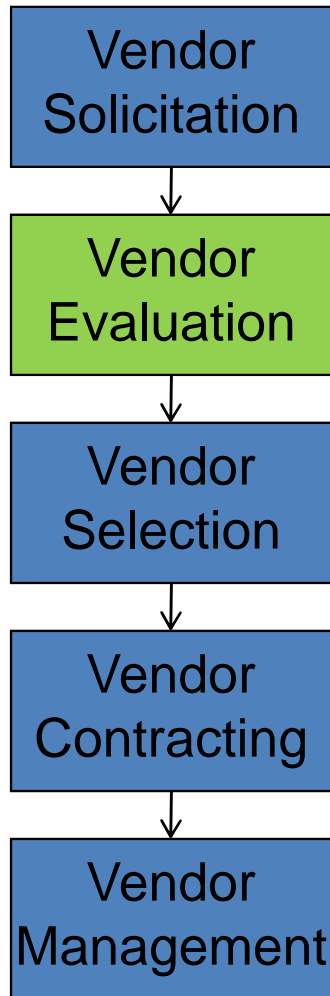 Vendor
Solicitation
Vendor
Evaluation
Vendor
Selection
Vendor
Contracting
Vendor
Management